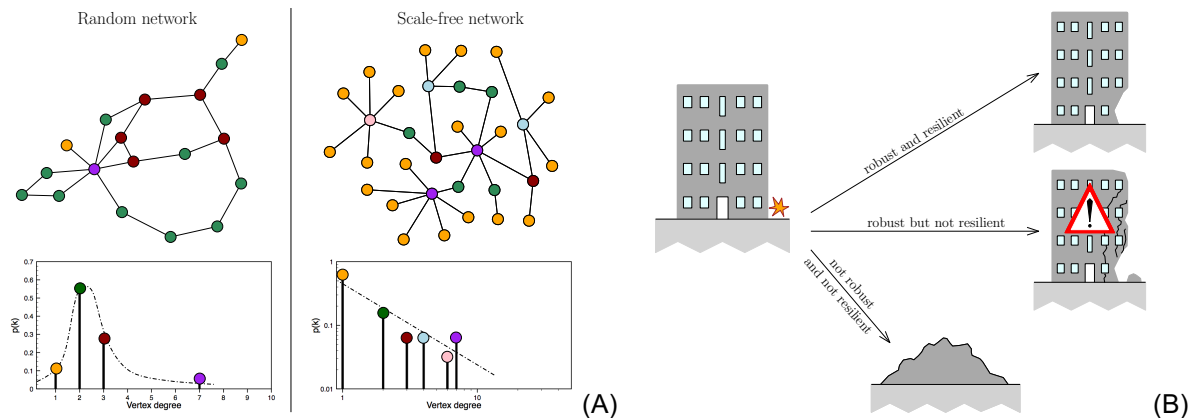 Random network
Scale-free network
0.7
0.6
0.5
0.4
0.3
0.2
0.1
0
p(k)
1 2 3 4 5 6 7 8 9 10
Vertex degree
1
0.1
0.01
p(k)
1 10
Vertex degree
(A)
robust and resilient
robust but not resilient
!
not robust
and not resilient
(B)